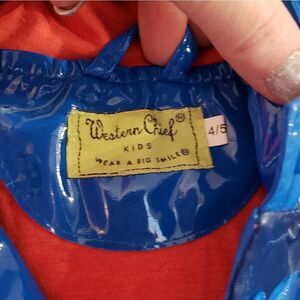 Western Chief®
KIDS
WEAR A BIG SMILE®
4/5